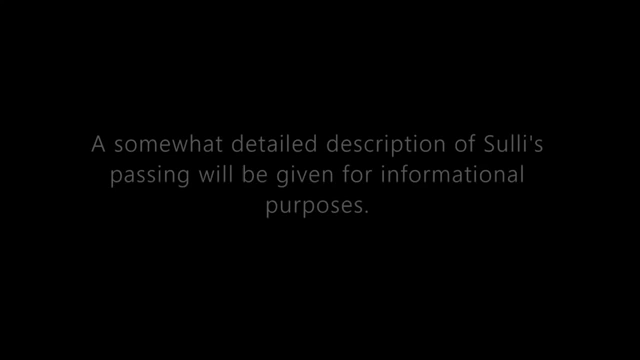 A somewhat detailed description of Sulli's
passing will be given for informational
purposes.